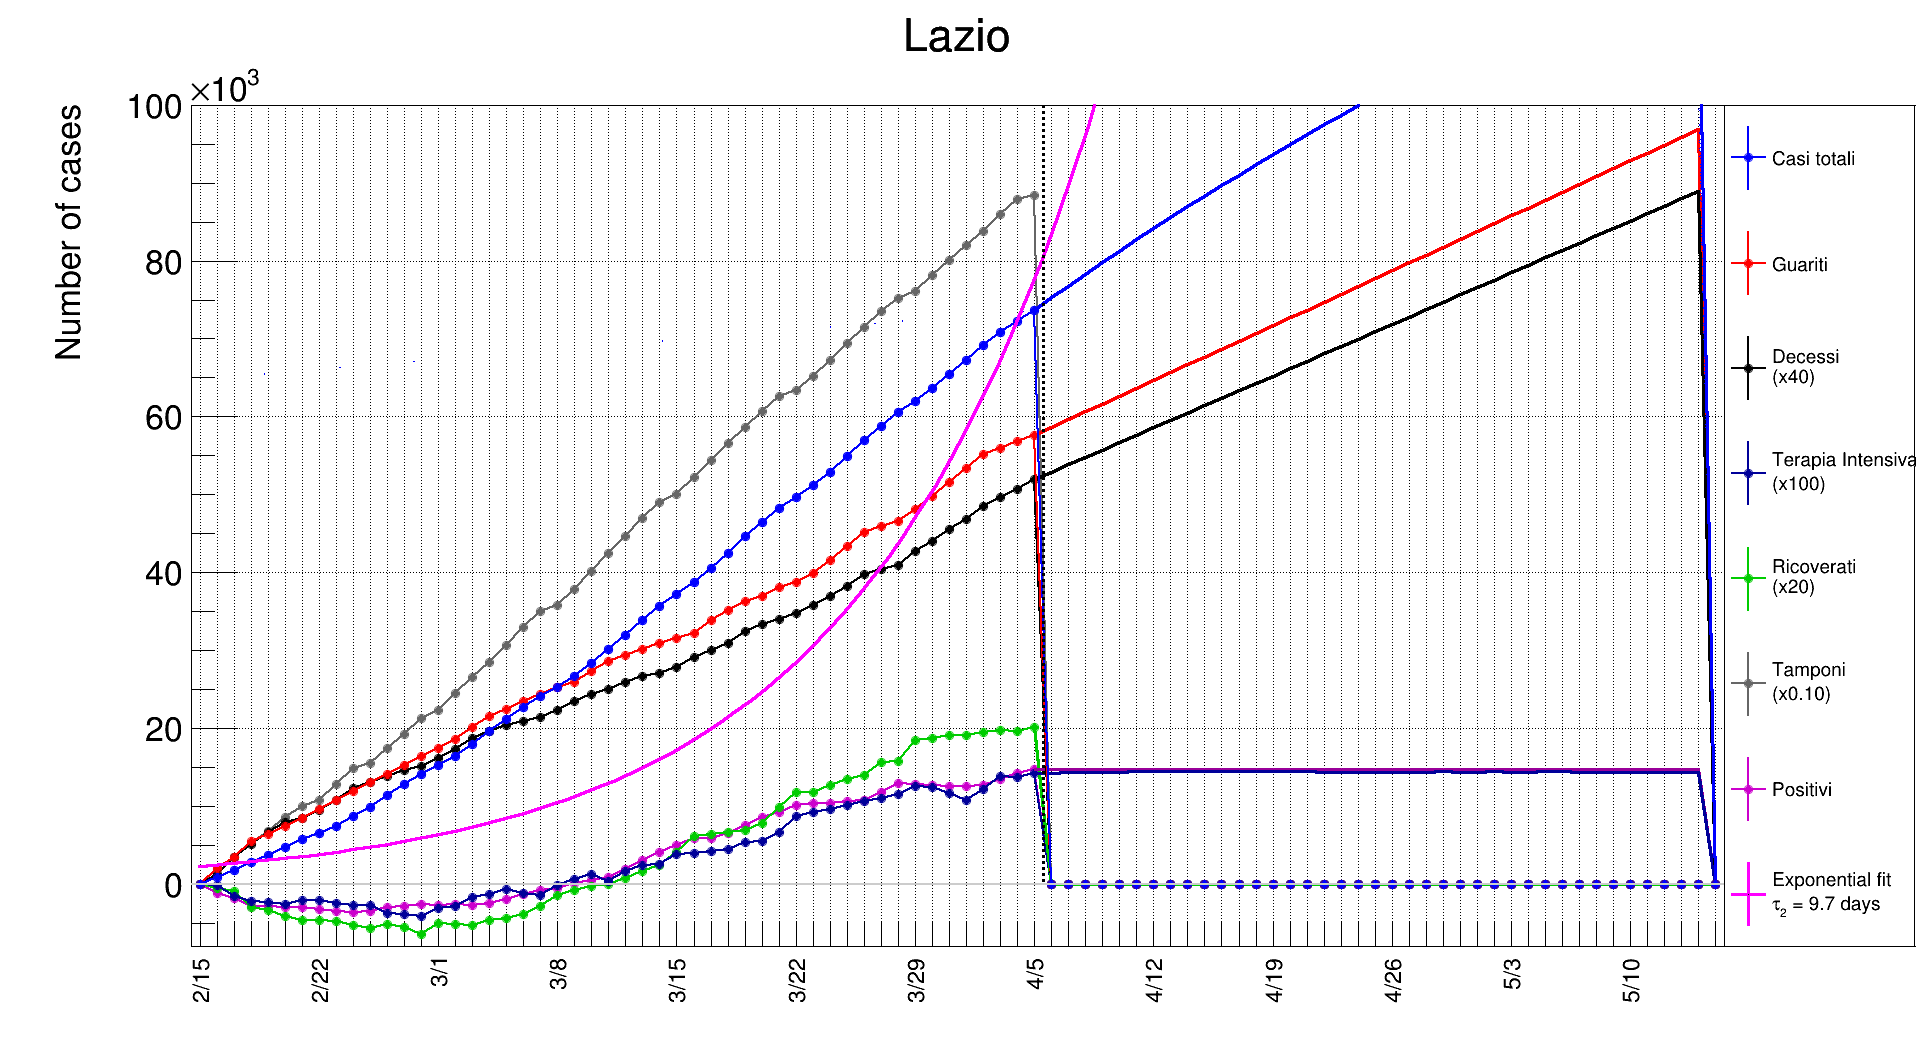 Lazio
×10³
Number of cases
100
80
60
40
20
0
2/15
2/22
3/1
3/8
3/15
3/22
3/29
4/5
4/12
4/19
4/26
5/3
5/10
Casi totali
Guariti
Decessi
(x40)
Terapia Intensiva
(x100)
Ricoverati
(x20)
Tamponi
(x0.10)
Positivi
Exponential fit
τ₂ = 9.7 days